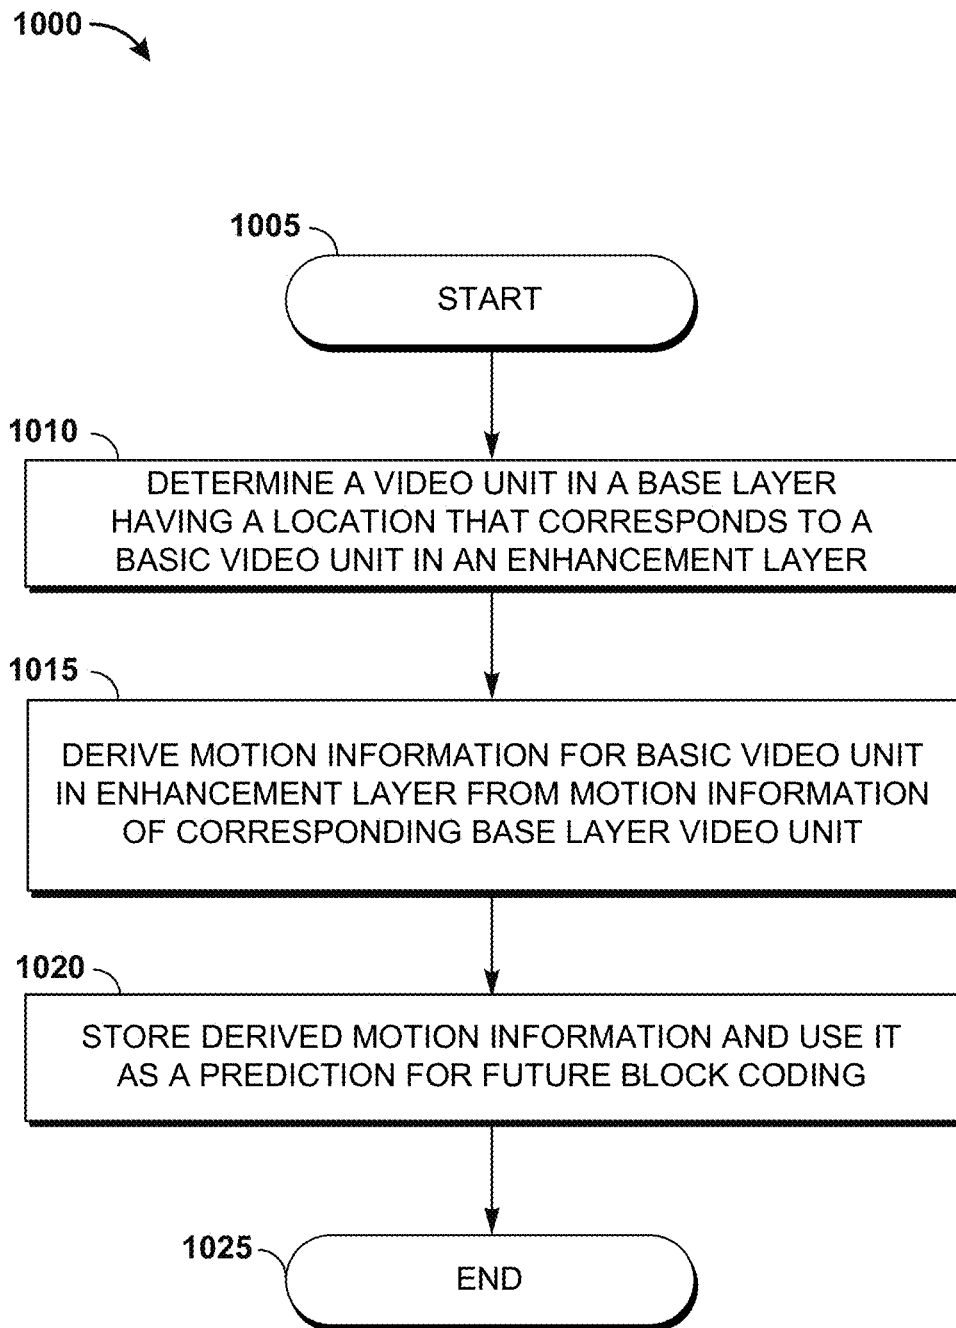 1000
1005
START
1010
DETERMINE A VIDEO UNIT IN A BASE LAYER
HAVING A LOCATION THAT CORRESPONDS TO A
BASIC VIDEO UNIT IN AN ENHANCEMENT LAYER
1015
DERIVE MOTION INFORMATION FOR BASIC VIDEO UNIT
IN ENHANCEMENT LAYER FROM MOTION INFORMATION
OF CORRESPONDING BASE LAYER VIDEO UNIT
1020
STORE DERIVED MOTION INFORMATION AND USE IT
AS A PREDICTION FOR FUTURE BLOCK CODING
1025
END